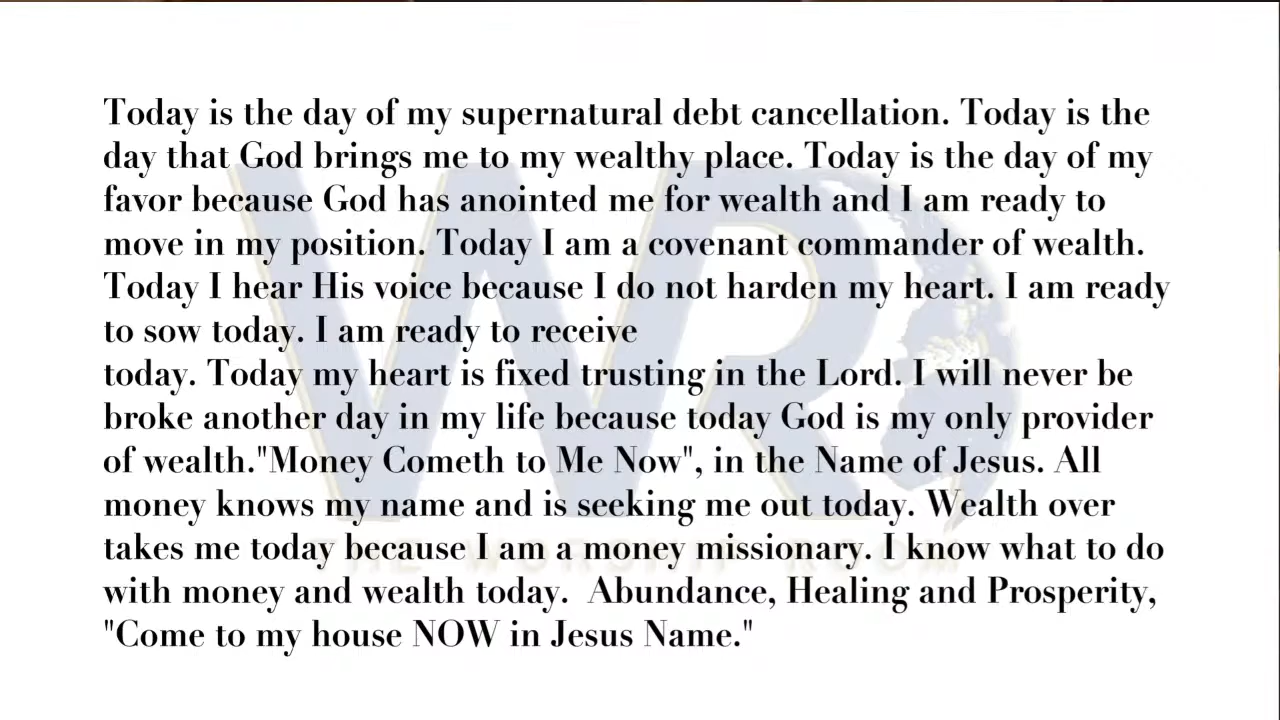 Today is the day of my supernatural debt cancellation. Today is the
day that God brings me to my wealthy place. Today is the day of my
favor because God has anointed me for wealth and I am ready to
move in my position. Today I am a covenant commander of wealth.
Today I hear His voice because I do not harden my heart. I am ready
to sow today. I am ready to receive
today. Today my heart is fixed trusting in the Lord. I will never be
broke another day in my life because today God is my only provider
of wealth."Money Cometh to Me Now", in the Name of Jesus. All
money knows my name and is seeking me out today. Wealth over
takes me today because I am a money missionary. I know what to do
with money and wealth today.  Abundance, Healing and Prosperity,
"Come to my house NOW in Jesus Name."
WR
THE WORSHIP ROOM